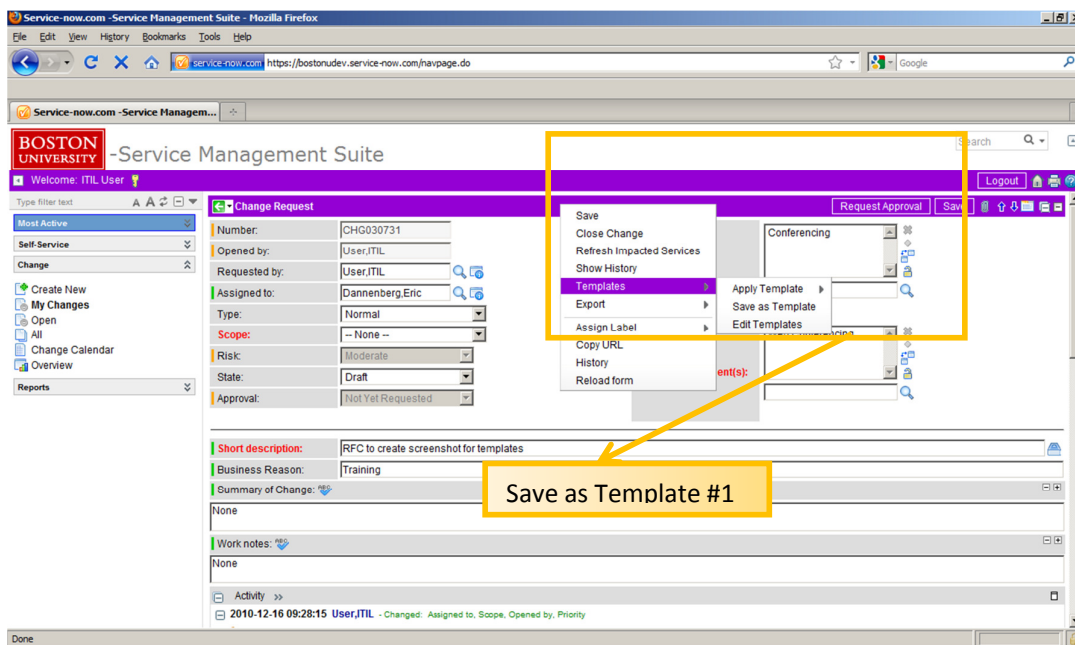 Service-now.com -Service Management Suite - Mozilla Firefox
File Edit View History Bookmarks Tools Help
service-now.com https://bostonudev.service-now.com/navpage.do
Google
Service-now.com -Service Managem...
BOSTON
UNIVERSITY
-Service Management Suite
Search
Welcome: ITIL User
Logout
Type filter text
A A
Most Active
Self-Service
Change
Create New
My Changes
Open
All
Change Calendar
Overview
Reports
Change Request
Request Approval
Save
Number: CHG030731
Opened by: User,ITIL
Requested by: User,ITIL
Assigned to: Dannenberg,Eric
Type: Normal
Scope: -- None --
Risk: Moderate
State: Draft
Approval: Not Yet Requested
Save
Close Change
Refresh Impacted Services
Show History
Templates
Export
Assign Label
Copy URL
History
Reload form
Apply Template
Save as Template
Edit Templates
Conferencing
Conferencing
ent(s):
Short description: RFC to create screenshot for templates
Business Reason: Training
Summary of Change:
None
Work notes:
None
Save as Template #1
Activity >>
2010-12-16 09:28:15 User,ITIL - Changed: Assigned to, Scope, Opened by, Priority
Done